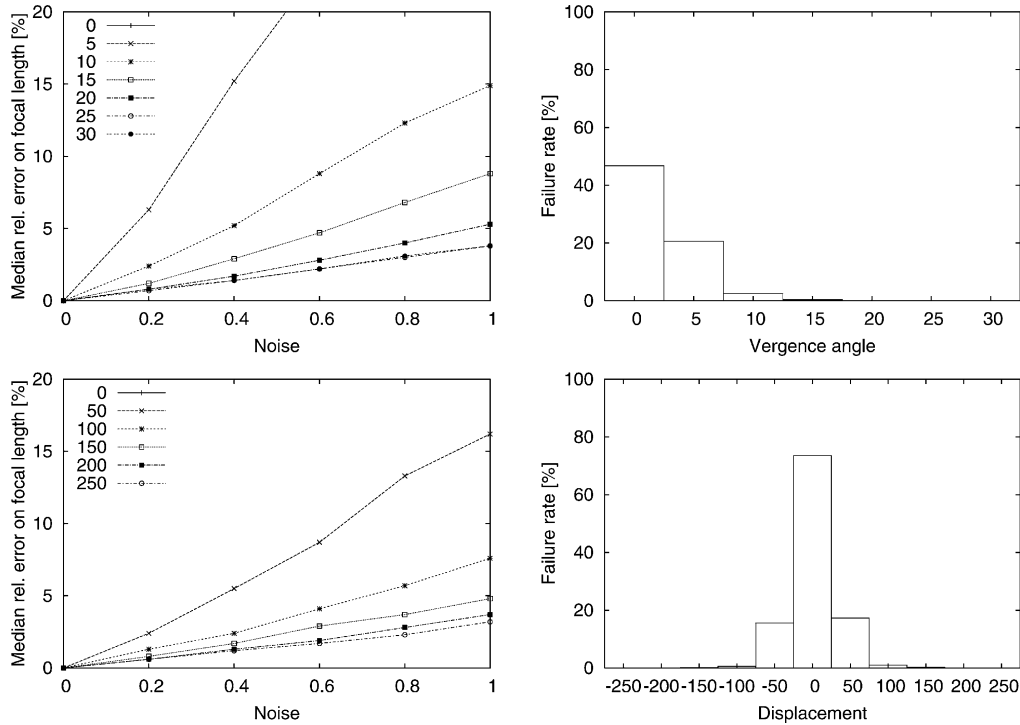 Median rel. error on focal length [%]
20
15
10
5
0
0
5
10
15
20
25
30
0 0.2 0.4 0.6 0.8 1
Noise
Failure rate [%]
100
80
60
40
20
0
0 5 10 15 20 25 30
Vergence angle
Median rel. error on focal length [%]
20
15
10
5
0
0
50
100
150
200
250
0 0.2 0.4 0.6 0.8 1
Noise
Failure rate [%]
100
80
60
40
20
0
-250 -200 -150 -100 -50 0 50 100 150 200 250
Displacement